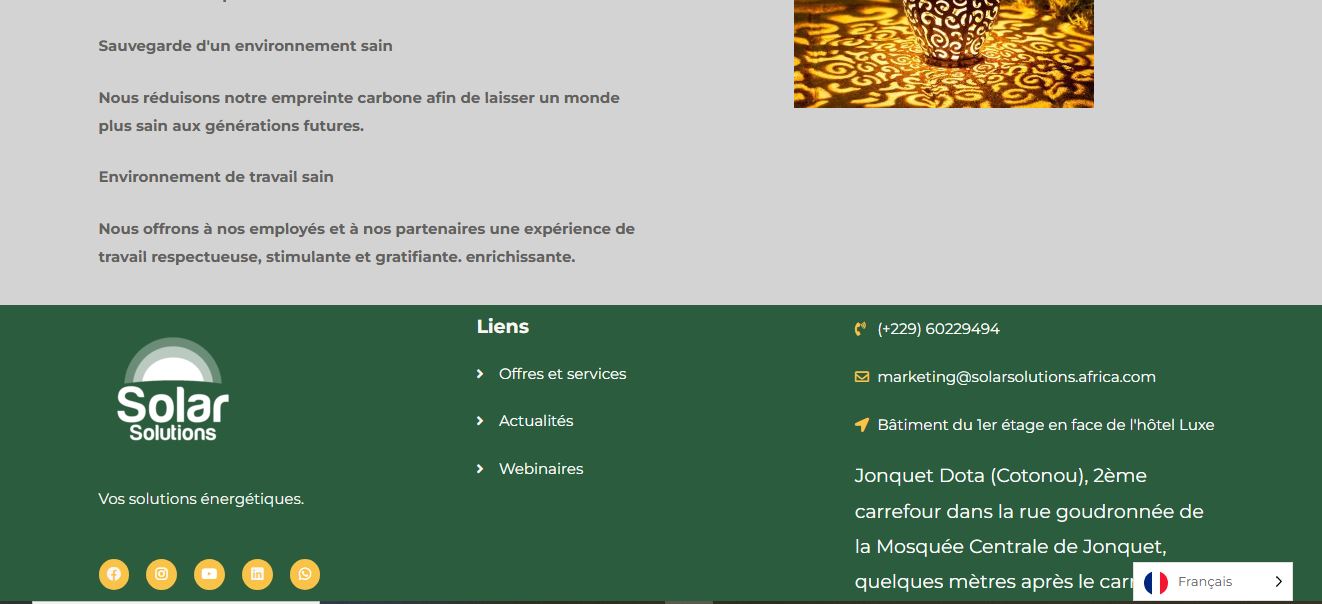 Sauvegarde d'un environnement sain
Nous réduisons notre empreinte carbone afin de laisser un monde
plus sain aux générations futures.
Environnement de travail sain
Nous offrons à nos employés et à nos partenaires une expérience de
travail respectueuse, stimulante et gratifiante. enrichissante.
Solar
Solutions
Vos solutions énergétiques.
Liens
Offres et services
Actualités
Webinaires
(+229) 60229494
marketing@solarsolutions.africa.com
Bâtiment du 1er étage en face de l'hôtel Luxe
Jonquet Dota (Cotonou), 2ème
carrefour dans la rue goudronnée de
la Mosquée Centrale de Jonquet,
quelques mètres après le
Français